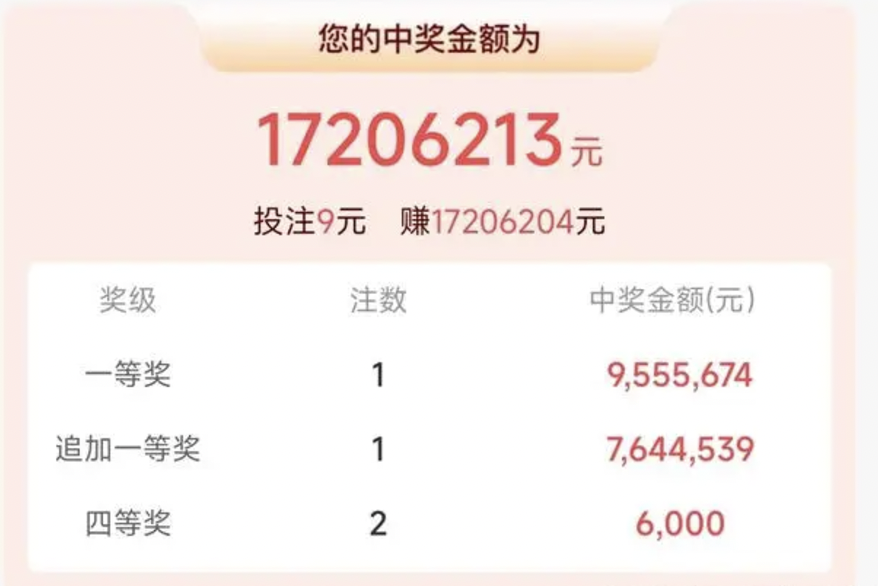 您的中奖金额为
17206213元
投注9元 赚17206204元
奖级 注数 中奖金额(元)
一等奖 1 9,555,674
追加一等奖 1 7,644,539
四等奖 2 6,000